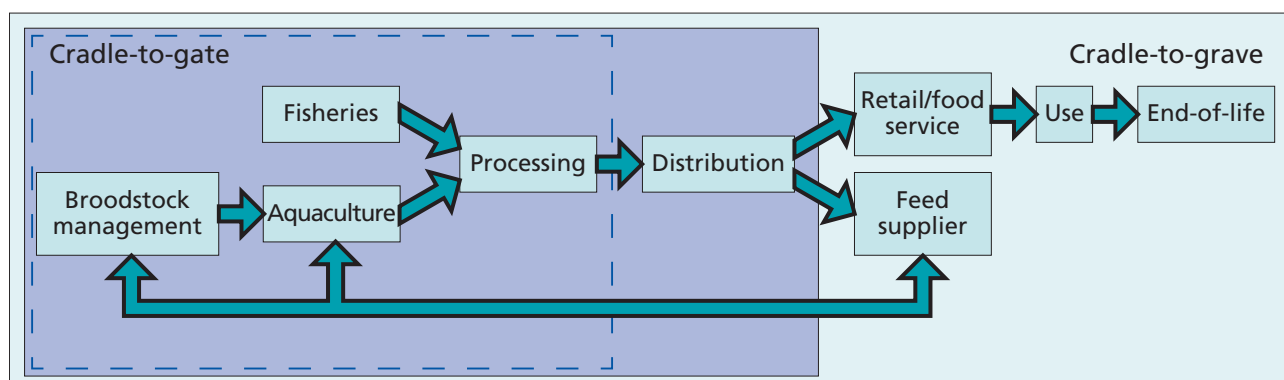 Cradle-to-gate
Cradle-to-grave
Fisheries
Retail/food
service
Use
End-of-life
Processing
Distribution
Broodstock
management
Aquaculture
Feed
supplier